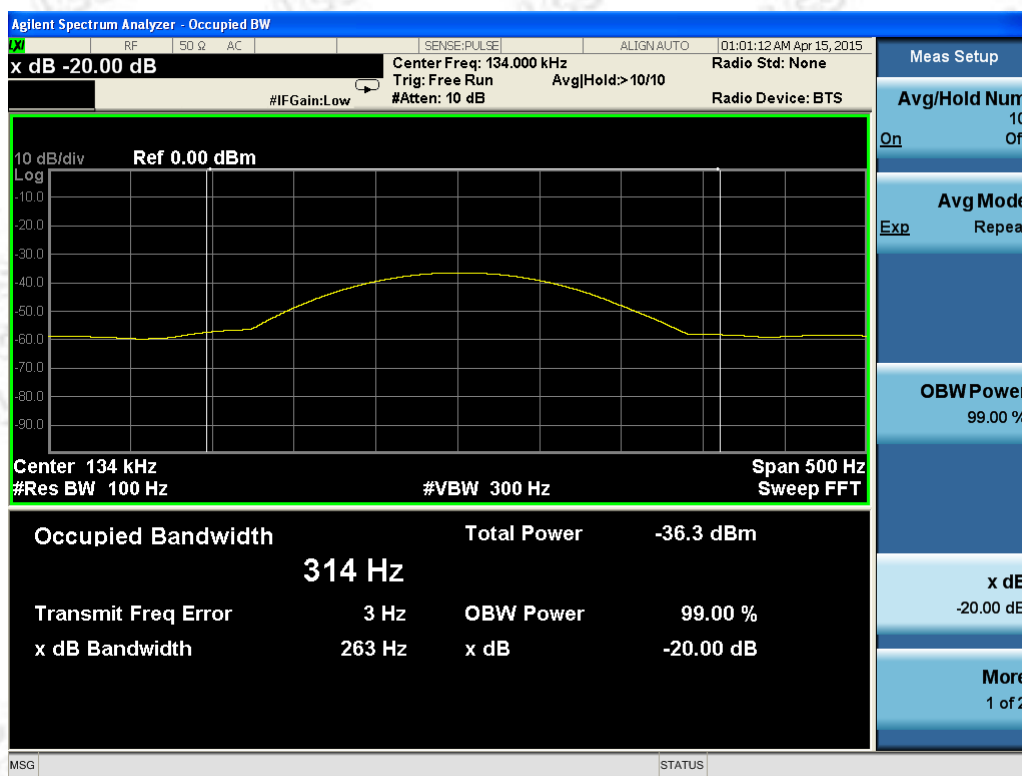 Agilent Spectrum Analyzer - Occupied BW
LXI RF 50 Ω AC SENSE:PULSE ALIGN AUTO 01:01:12 AM Apr 15, 2015
x dB -20.00 dB
Center Freq: 134.000 kHz Radio Std: None
Trig: Free Run Avg|Hold:>10/10
#IFGain:Low #Atten: 10 dB Radio Device: BTS
10 dB/div Ref 0.00 dBm
Log
-10.0
-20.0
-30.0
-40.0
-50.0
-60.0
-70.0
-80.0
-90.0
Center 134 kHz Span 500 Hz
#Res BW 100 Hz #VBW 300 Hz Sweep FFT
Occupied Bandwidth Total Power -36.3 dBm
314 Hz
Transmit Freq Error 3 Hz OBW Power 99.00 %
x dB Bandwidth 263 Hz x dB -20.00 dB
Meas Setup
Avg/Hold Num
10
On Of
Avg Mode
Exp Repea
OBW Power
99.00 %
x dB
-20.00 dB
More
1 of 2
MSG STATUS